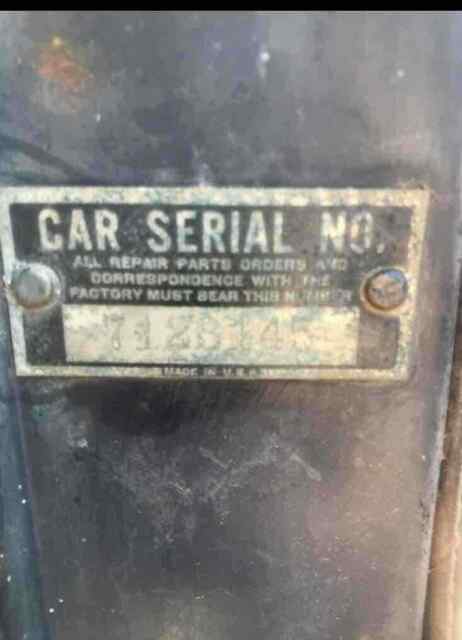 CAR SERIAL NO.
ALL REPAIR PARTS ORDERS AND
CORRESPONDENCE WITH THE
FACTORY MUST BEAR THIS NUMBER
MADE IN U.S.A.